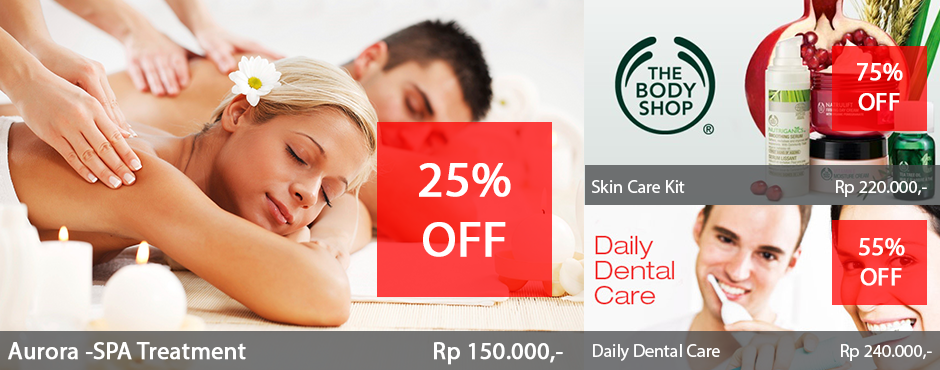 25%
OFF
Aurora -SPA Treatment
Rp 150.000,-
THE
BODY
SHOP
®
75%
OFF
Skin Care Kit
Rp 220.000,-
Daily
Dental
Care
55%
OFF
Daily Dental Care
Rp 240.000,-